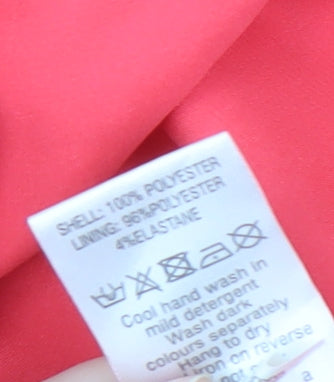 SHELL: 100% POLYESTER
LINING: 96%POLYESTER
4%ELASTANE
Cool hand wash in
mild detergent
Wash dark
colours separately
Hang to dry
Iron on reverse
not a